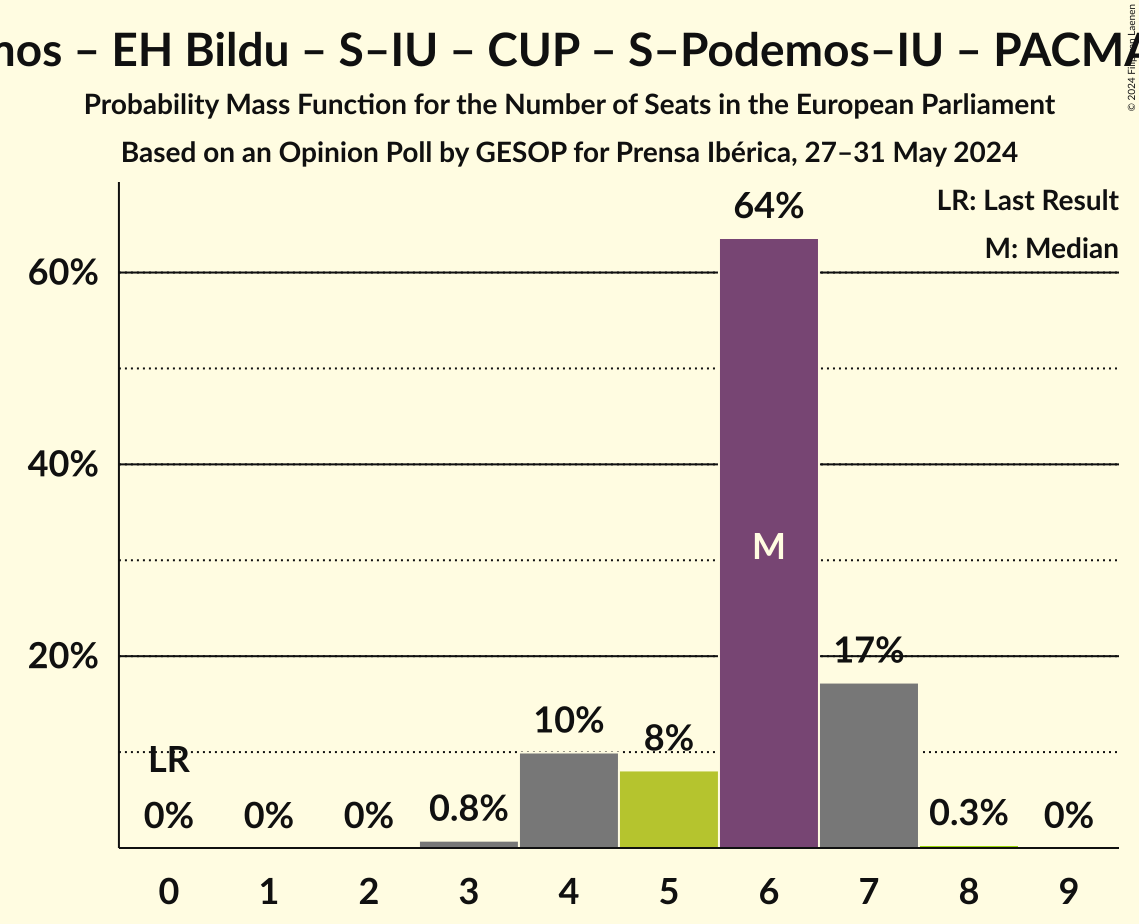 – EH Bildu – S–IU – CUP – S–Podemos–IU –
Probability Mass Function for the Number of Seats in the European Parliament
Based on an Opinion Poll by GESOP for Prensa Ibérica, 27–31 May 2024
© 2024 Laenen
LR: Last Result
M: Median
64%
60%
40%
M
20%
17%
10%
8%
LR
0% 0% 0% 0.8% 0.3% 0%
0 1 2 3 4 5 6 7 8 9